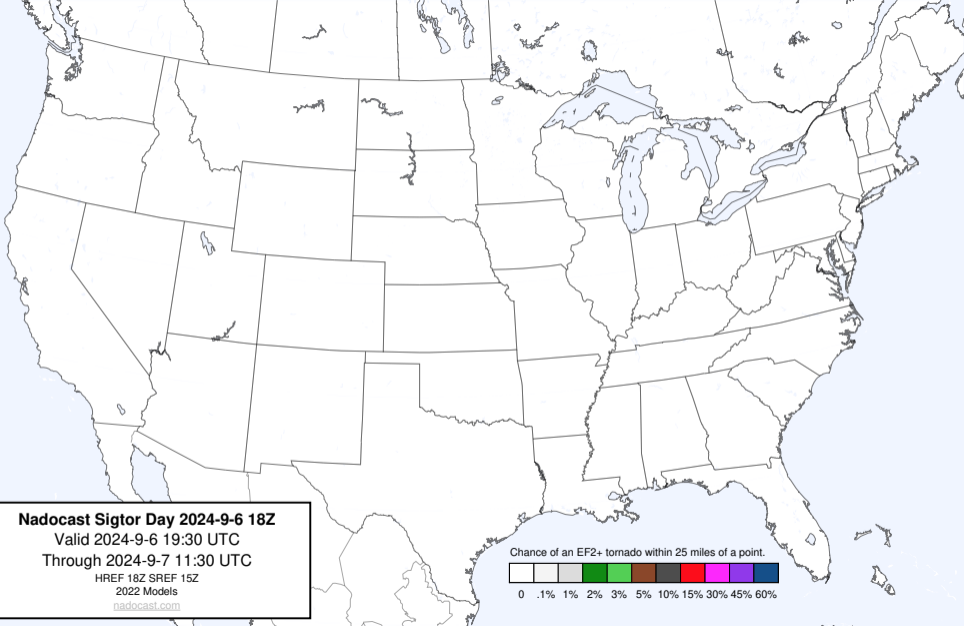 Nadocast Sigtor Day 2024-9-6 18Z
Valid 2024-9-6 19:30 UTC
Through 2024-9-7 11:30 UTC
HREF 18Z SREF 15Z
2022 Models
nadocast.com
Chance of an EF2+ tornado within 25 miles of a point.
0 .1% 1% 2% 3% 5% 10% 15% 30% 45% 60%